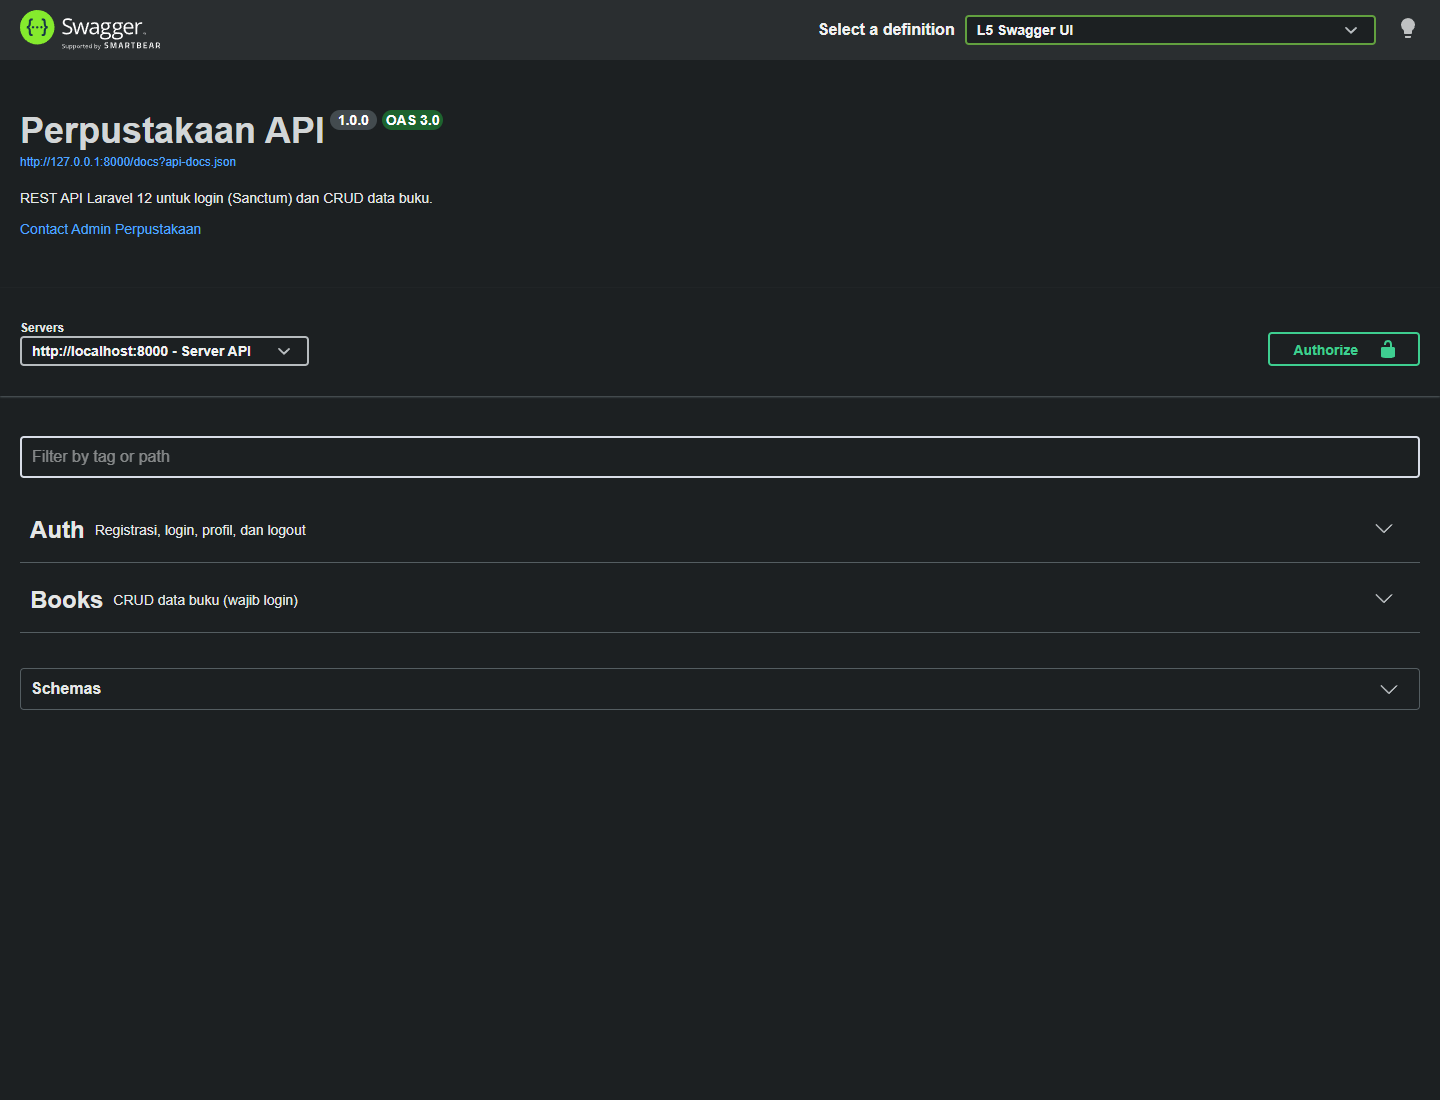 Swagger
Supported by SMARTBEAR
Select a definition
L5 Swagger UI
Perpustakaan API 1.0.0 OAS 3.0
http://127.0.0.1:8000/docs?api-docs.json
REST API Laravel 12 untuk login (Sanctum) dan CRUD data buku.
Contact Admin Perpustakaan
Servers
http://localhost:8000 - Server API
Authorize
Filter by tag or path
Auth Registrasi, login, profil, dan logout
Books CRUD data buku (wajib login)
Schemas